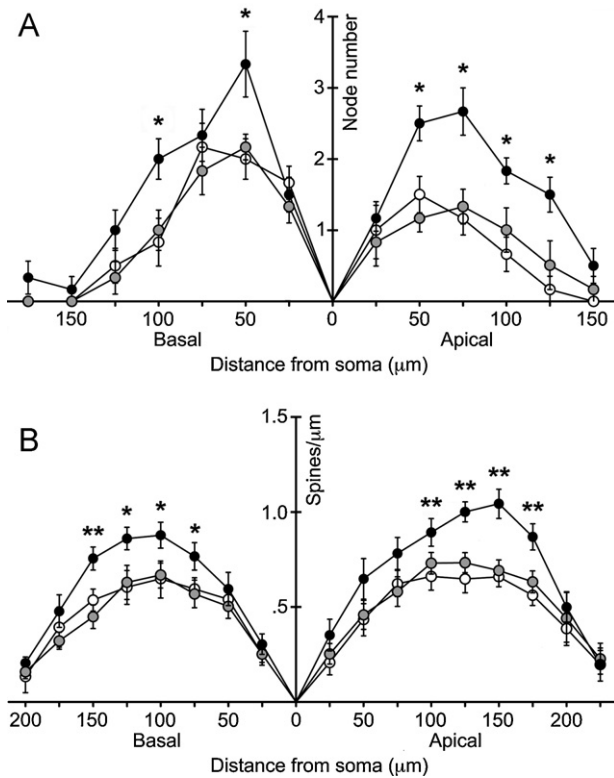 A
* 4
Node number
* * * * * *
3
2
1
0
150 100 50 50 100 150
Basal Apical
Distance from soma (μm)
B
1.5
Spines/μm
** * * * ** ** ** **
1.0
.5
200 150 100 50 0 50 100 150 200
Basal Apical
Distance from soma (μm)